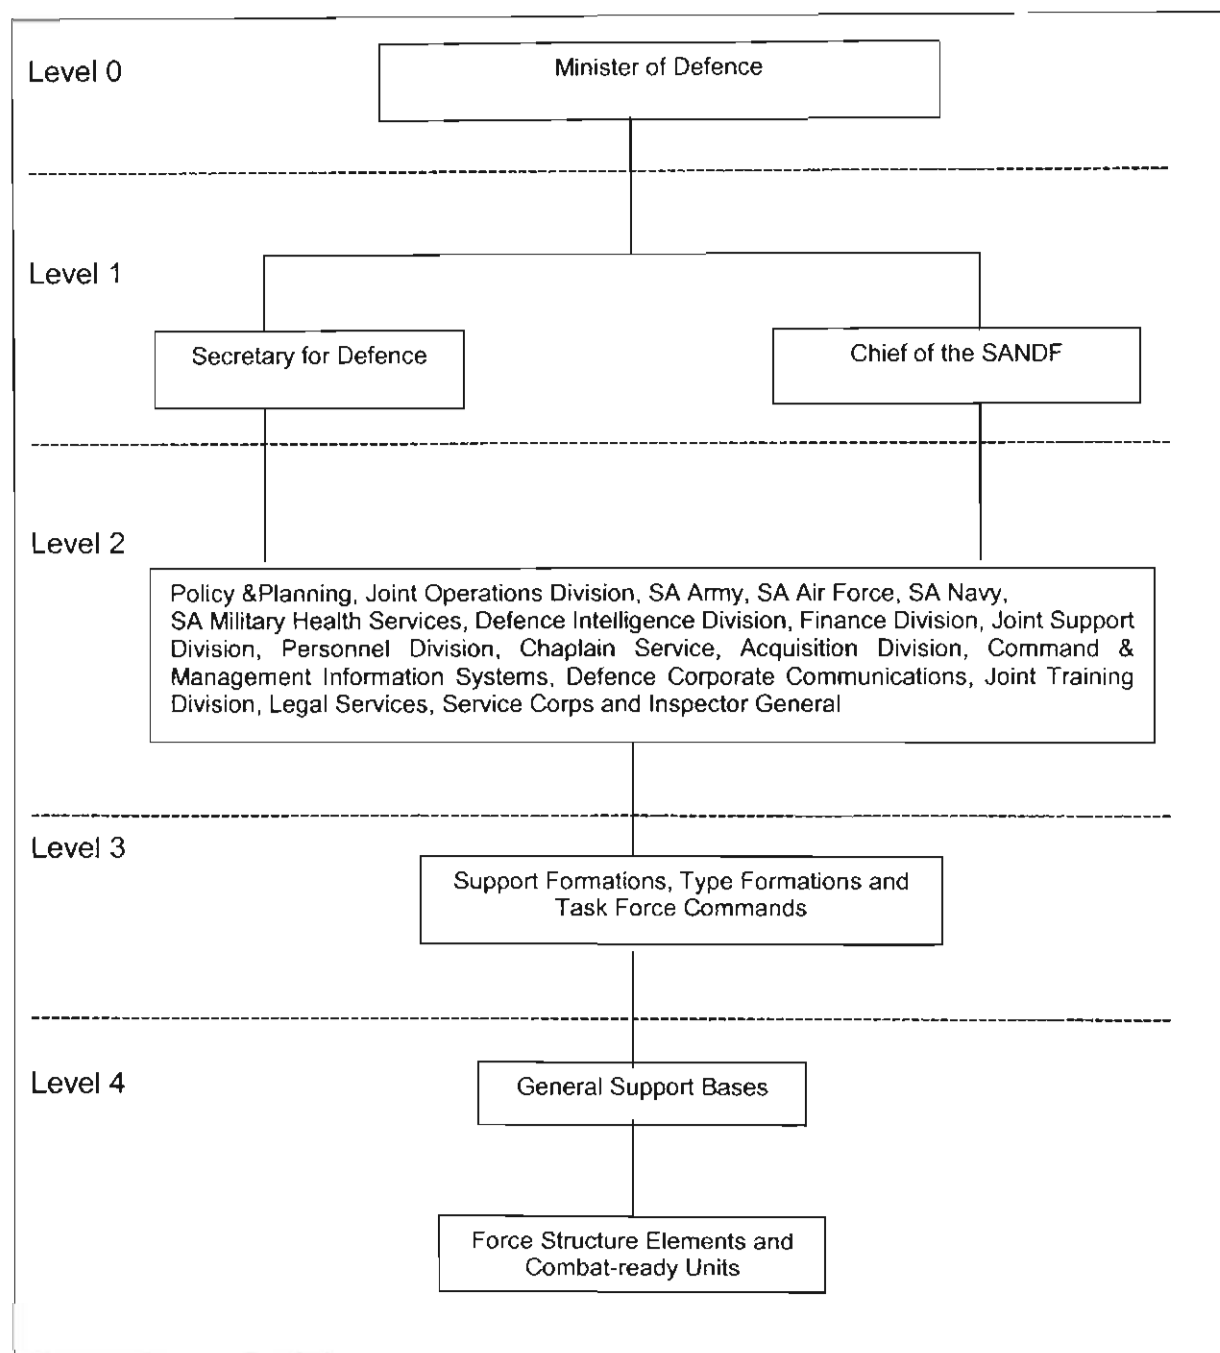 Level 0
Minister of Defence
Level 1
Secretary for Defence
Chief of the SANDF
Level 2
Policy &Planning, Joint Operations Division, SA Army, SA Air Force, SA Navy,
SA Military Health Services, Defence Intelligence Division, Finance Division, Joint Support
Division, Personnel Division, Chaplain Service, Acquisition Division, Command &
Management Information Systems, Defence Corporate Communications, Joint Training
Division, Legal Services, Service Corps and Inspector General
Level 3
Support Formations, Type Formations and
Task Force Commands
Level 4
General Support Bases
Force Structure Elements and
Combat-ready Units